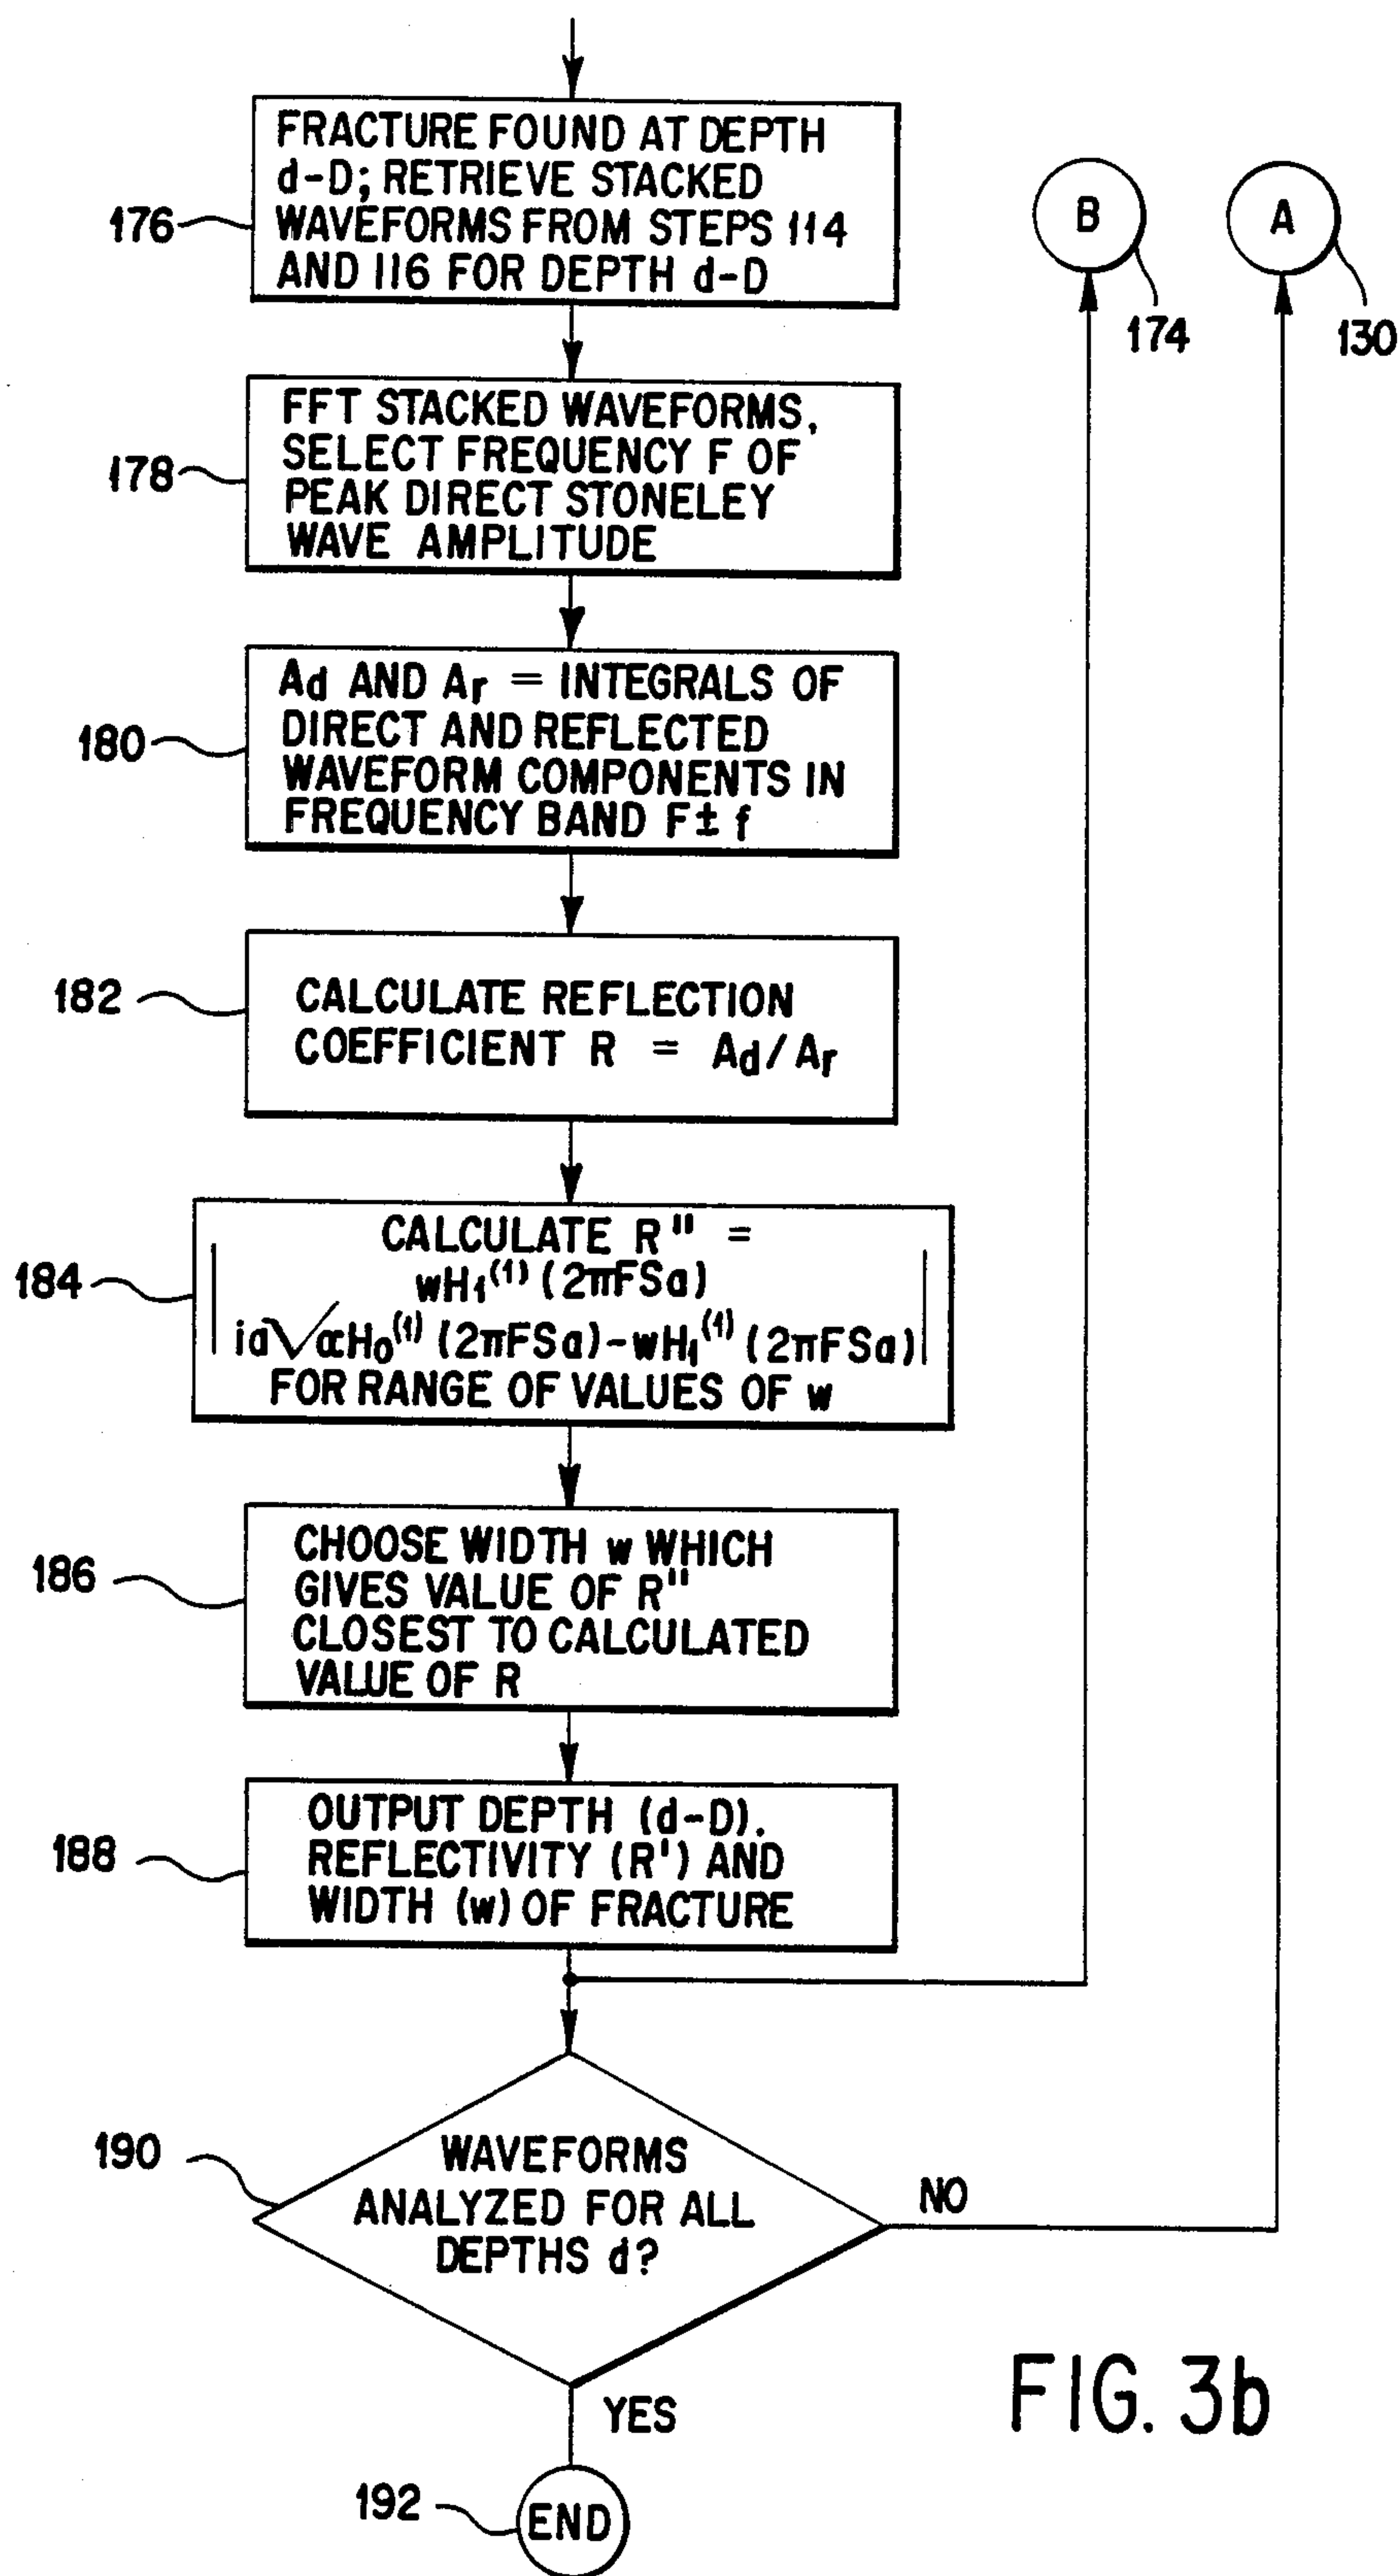 FRACTURE FOUND AT DEPTH
d-D; RETRIEVE STACKED
WAVEFORMS FROM STEPS 114
AND 116 FOR DEPTH d-D
176
B
174
A
130
FFT STACKED WAVEFORMS,
SELECT FREQUENCY F OF
PEAK DIRECT STONELEY
WAVE AMPLITUDE
178
Ad AND Ar = INTEGRALS OF
DIRECT AND REFLECTED
WAVEFORM COMPONENTS IN
FREQUENCY BAND F± f
180
CALCULATE REFLECTION
COEFFICIENT R = Ad/Ar
182
CALCULATE R" =
wH₁⁽¹⁾ (2πFSa)
ia√αH₀⁽¹⁾ (2πFSa)-wH₁⁽¹⁾ (2πFSa)
FOR RANGE OF VALUES OF w
184
CHOOSE WIDTH w WHICH
GIVES VALUE OF R"
CLOSEST TO CALCULATED
VALUE OF R
186
OUTPUT DEPTH (d-D).
REFLECTIVITY (R') AND
WIDTH (w) OF FRACTURE
188
WAVEFORMS
ANALYZED FOR ALL
DEPTHS d?
190
NO
YES
END
192
FIG. 3b